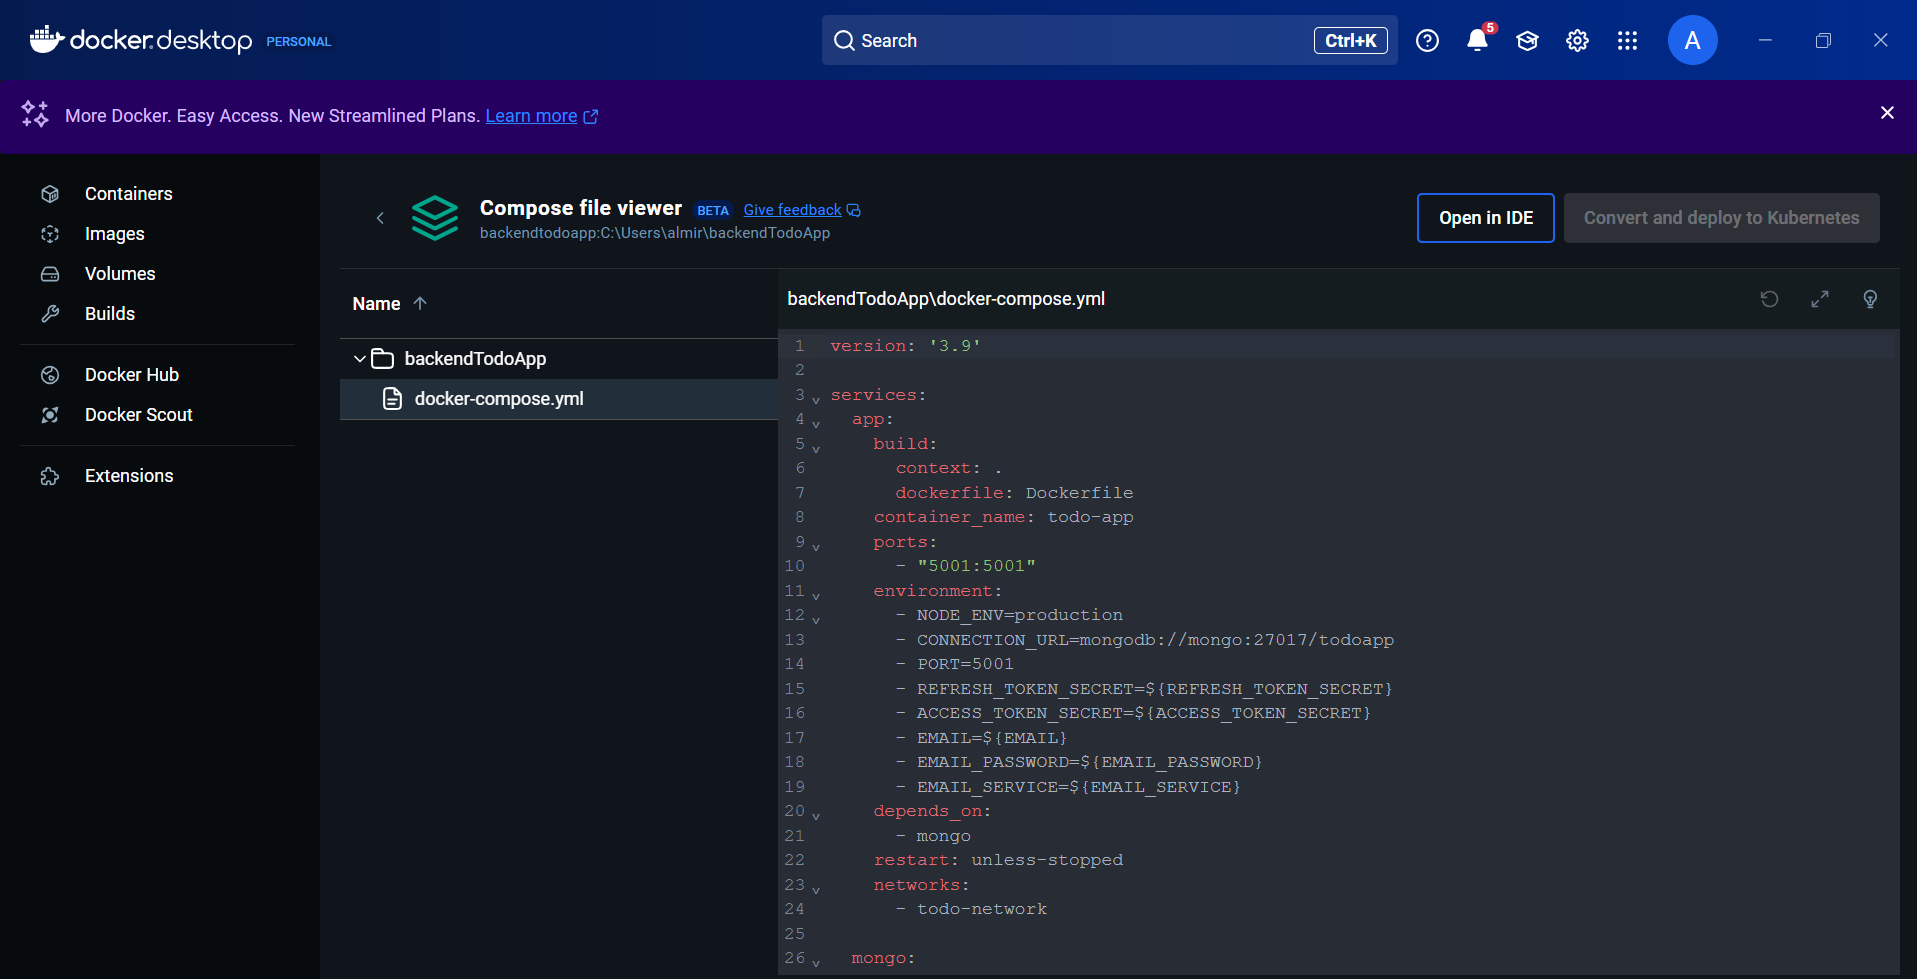 docker.desktop PERSONAL
Search
Ctrl+K
5
A
More Docker. Easy Access. New Streamlined Plans. Learn more
Containers
Images
Volumes
Builds
Docker Hub
Docker Scout
Extensions
Compose file viewer BETA Give feedback
backendtodoapp:C:\Users\almir\backendTodoApp
Open in IDE
Convert and deploy to Kubernetes
Name
backendTodoApp
docker-compose.yml
backendTodoApp\docker-compose.yml
1 version: '3.9'
2
3 services:
4 app:
5 build:
6 context: .
7 dockerfile: Dockerfile
8 container_name: todo-app
9 ports:
10 - "5001:5001"
11 environment:
12 - NODE_ENV=production
13 - CONNECTION_URL=mongodb://mongo:27017/todoapp
14 - PORT=5001
15 - REFRESH_TOKEN_SECRET=${REFRESH_TOKEN_SECRET}
16 - ACCESS_TOKEN_SECRET=${ACCESS_TOKEN_SECRET}
17 - EMAIL=${EMAIL}
18 - EMAIL_PASSWORD=${EMAIL_PASSWORD}
19 - EMAIL_SERVICE=${EMAIL_SERVICE}
20 depends_on:
21 - mongo
22 restart: unless-stopped
23 networks:
24 - todo-network
25
26 mongo: